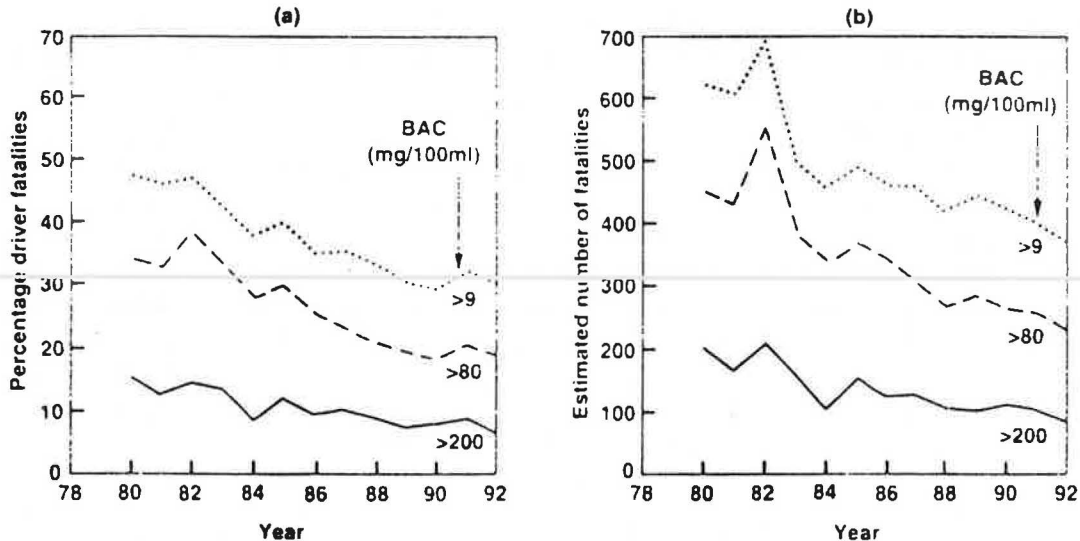 (a)
Percentage driver fatalities
70
60
50
40
30
20
10
0
BAC
(mg/100ml)
>9
>80
>200
78 80 82 84 86 88 90 92
Year
(b)
Estimated number of fatalities
700
600
500
400
300
200
100
0
BAC
(mg/100ml)
>9
>80
>200
78 80 82 84 86 88 90 92
Year